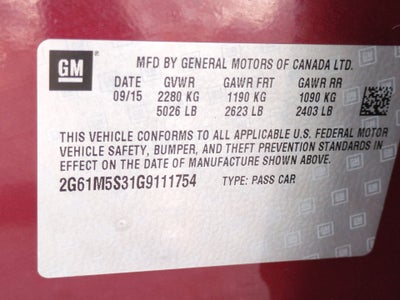 GM
MFD BY GENERAL MOTORS OF CANADA LTD.
DATE GVWR GAWR FRT GAWR RR
09/15 2280 KG 1190 KG 1090 KG
5026 LB 2623 LB 2403 LB
THIS VEHICLE CONFORMS TO ALL APPLICABLE U.S. FEDERAL MOTOR
VEHICLE SAFETY, BUMPER, AND THEFT PREVENTION STANDARDS IN
EFFECT ON THE DATE OF MANUFACTURE SHOWN ABOVE.
2G61M5S31G9111754 TYPE: PASS CAR